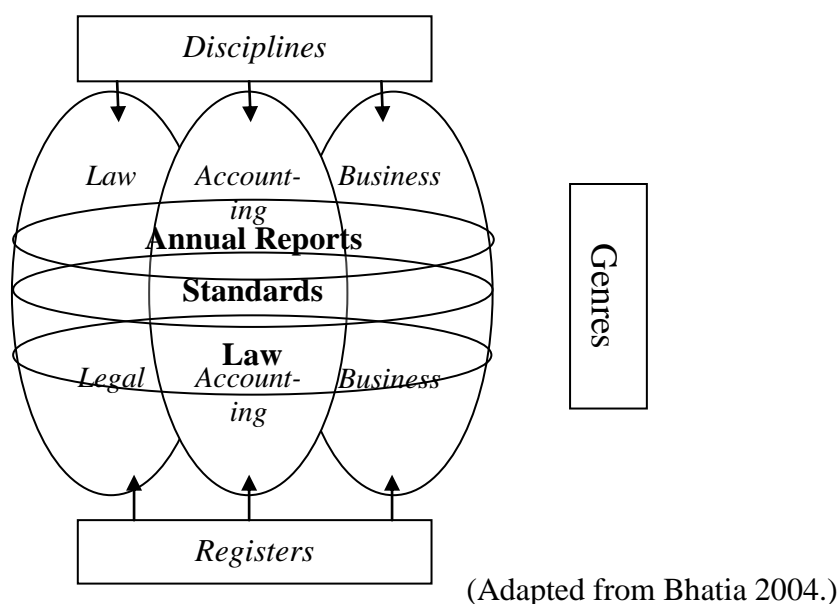 Disciplines
Law
Account-
ing
Business
Annual Reports
Standards
Law
Legal
Account-
ing
Business
Genres
Registers
(Adapted from Bhatia 2004.)